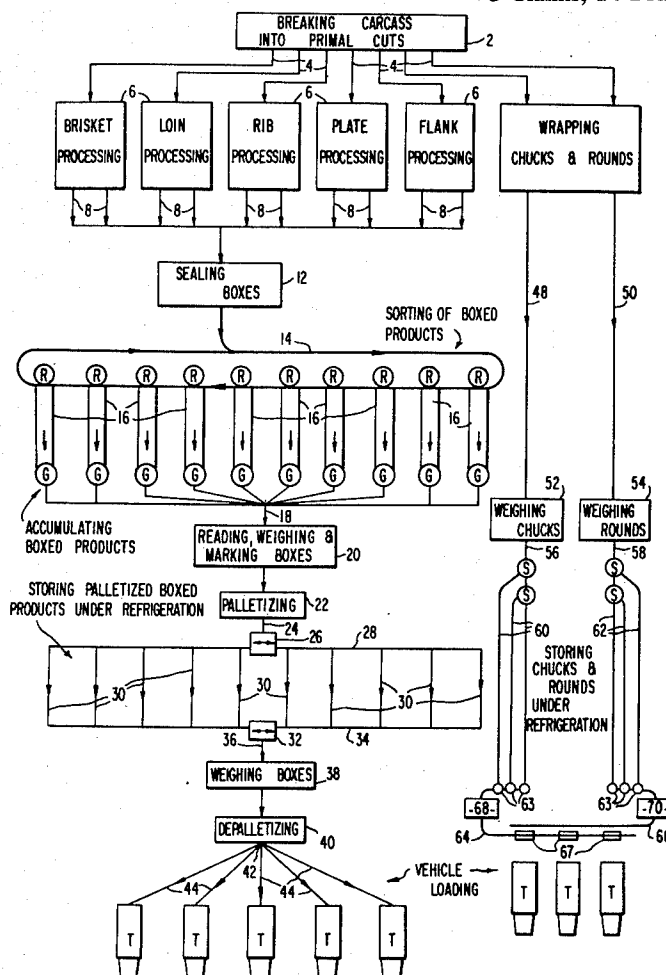 BREAKING CARCASS
INTO PRIMAL CUTS
2
4
4
6
6
6
BRISKET
PROCESSING
LOIN
PROCESSING
RIB
PROCESSING
PLATE
PROCESSING
FLANK
PROCESSING
WRAPPING
CHUCKS & ROUNDS
8
8
8
8
8
SEALING
BOXES
12
48
50
SORTING OF BOXED
PRODUCTS
14
R R R R R R R R R R
16
16
16
16
G G G G G G G G G G
ACCUMULATING
BOXED PRODUCTS
18
READING, WEIGHING &
MARKING BOXES
20
52
WEIGHING
CHUCKS
54
WEIGHING
ROUNDS
56
58
S
S
S
S
STORING PALLETIZED BOXED
PRODUCTS UNDER REFRIGERATION
PALLETIZING
22
24
26
28
30
30
30
30
60
62
STORING
CHUCKS &
ROUNDS
UNDER
REFRIGERATION
32
34
36
WEIGHING BOXES
38
63
63
-68-
-70-
64
66
67
DEPALLETIZING
40
42
44
44
VEHICLE
LOADING
T T T T T
T T T